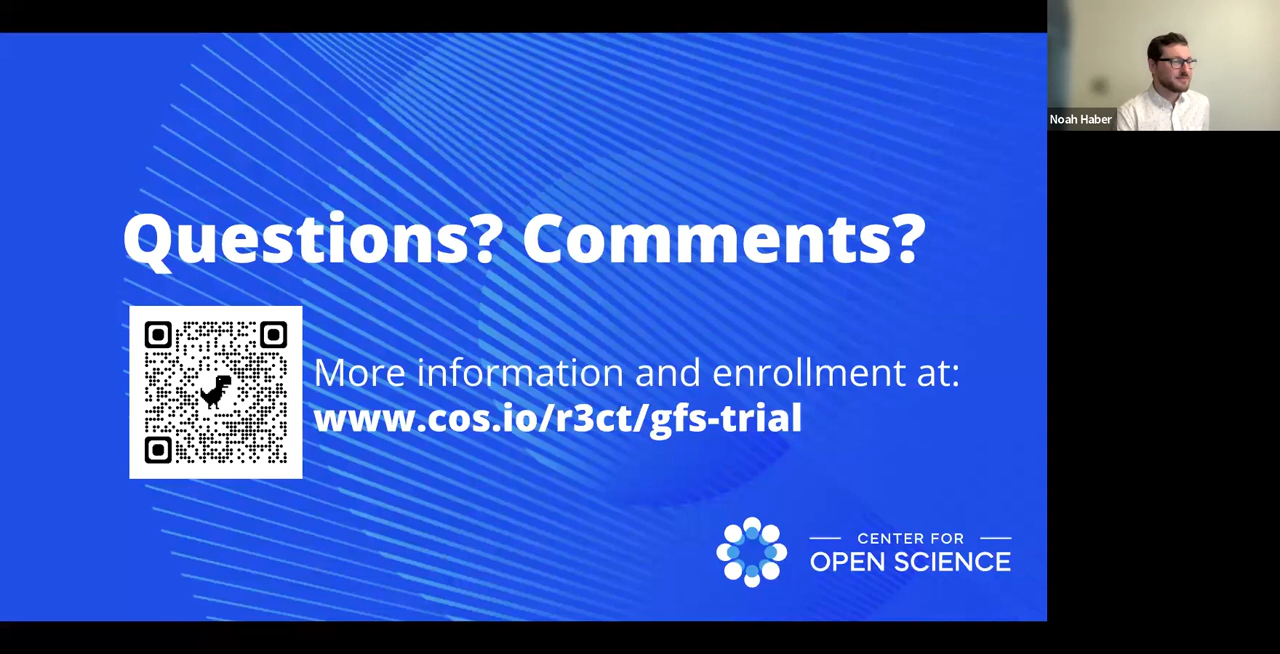 Noah Haber
Questions? Comments?
More information and enrollment at:
www.cos.io/r3ct/gfs-trial
CENTER FOR
OPEN SCIENCE